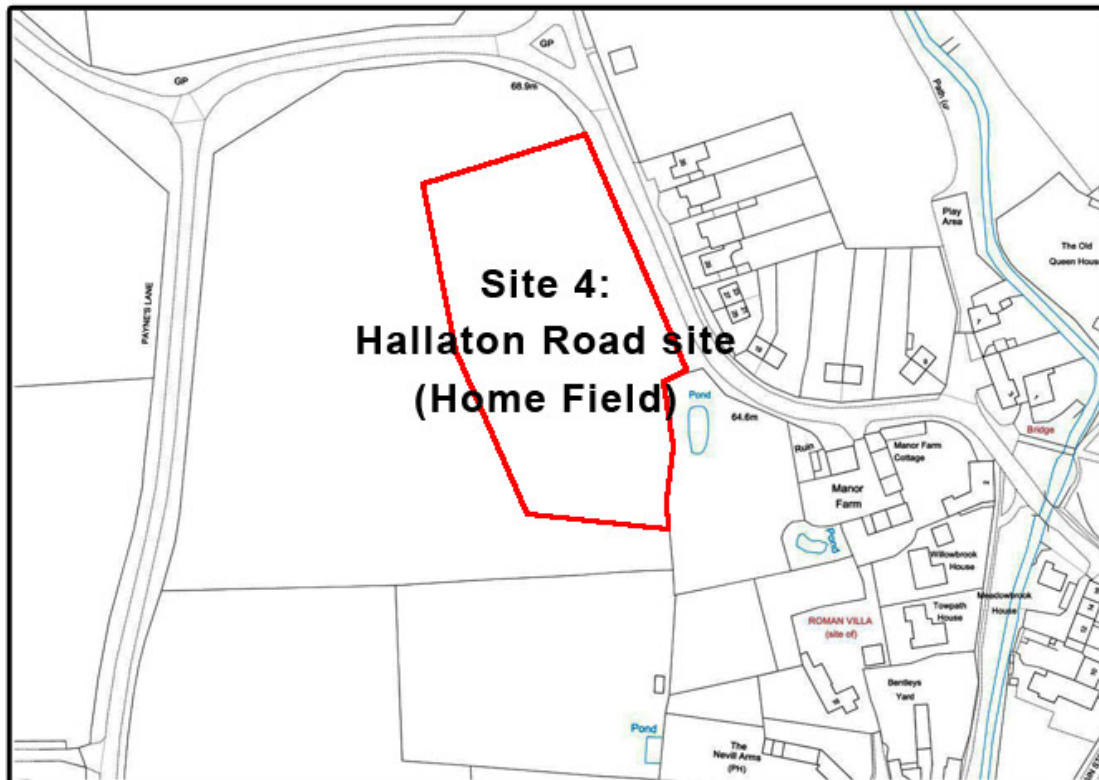 GP
GP
68.9m
Path (u
Play
Area
The Old
Queen House
PAYNE'S LANE
Site 4:
Hallaton Road site
(Home Field)
Pond
64.6m
Bridge
Ruin
Manor Farm
Cottage
Manor
Farm
Pond
Willowbrook
House
Meadowbrook
House
Towpath
House
ROMAN VILLA
(site of)
Bentleys
Yard
Pond
The
Nevill Arms
(PH)